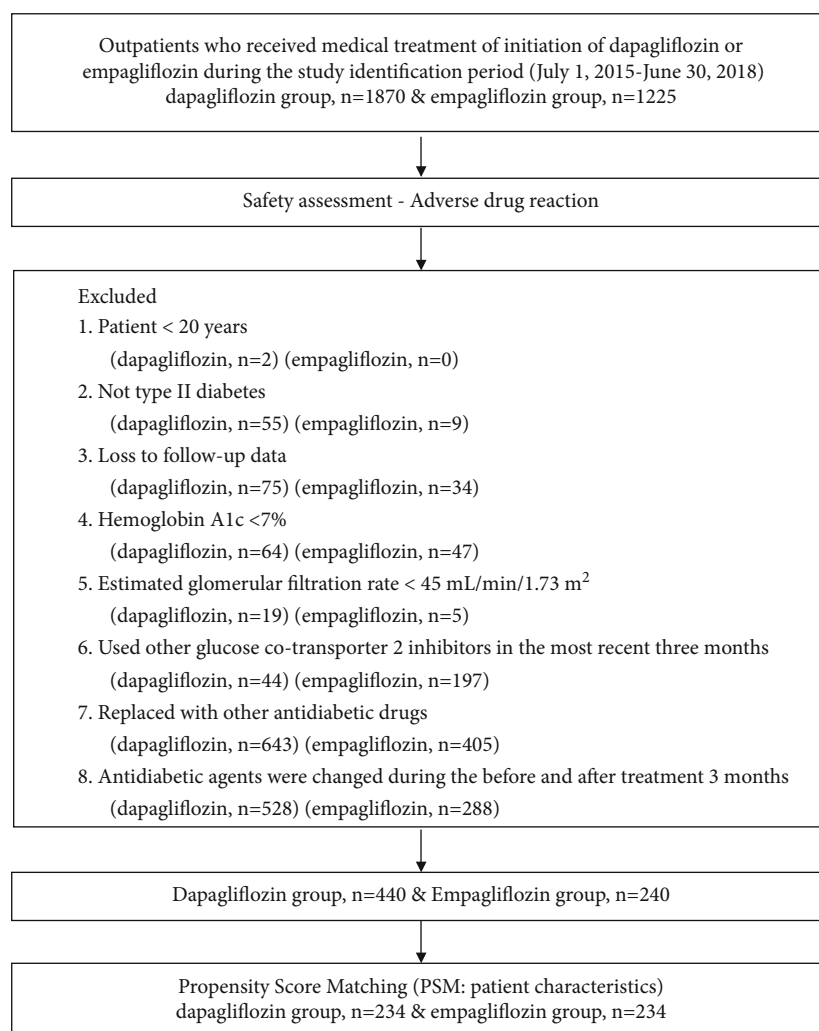 Outpatients who received medical treatment of initiation of dapagliflozin or
empagliflozin during the study identification period (July 1, 2015-June 30, 2018)
dapagliflozin group, n=1870 & empagliflozin group, n=1225
Safety assessment - Adverse drug reaction
Excluded
1. Patient < 20 years
(dapagliflozin, n=2) (empagliflozin, n=0)
2. Not type II diabetes
(dapagliflozin, n=55) (empagliflozin, n=9)
3. Loss to follow-up data
(dapagliflozin, n=75) (empagliflozin, n=34)
4. Hemoglobin A1c <7%
(dapagliflozin, n=64) (empagliflozin, n=47)
5. Estimated glomerular filtration rate < 45 mL/min/1.73 m²
(dapagliflozin, n=19) (empagliflozin, n=5)
6. Used other glucose co-transporter 2 inhibitors in the most recent three months
(dapagliflozin, n=44) (empagliflozin, n=197)
7. Replaced with other antidiabetic drugs
(dapagliflozin, n=643) (empagliflozin, n=405)
8. Antidiabetic agents were changed during the before and after treatment 3 months
(dapagliflozin, n=528) (empagliflozin, n=288)
Dapagliflozin group, n=440 & Empagliflozin group, n=240
Propensity Score Matching (PSM: patient characteristics)
dapagliflozin group, n=234 & empagliflozin group, n=234